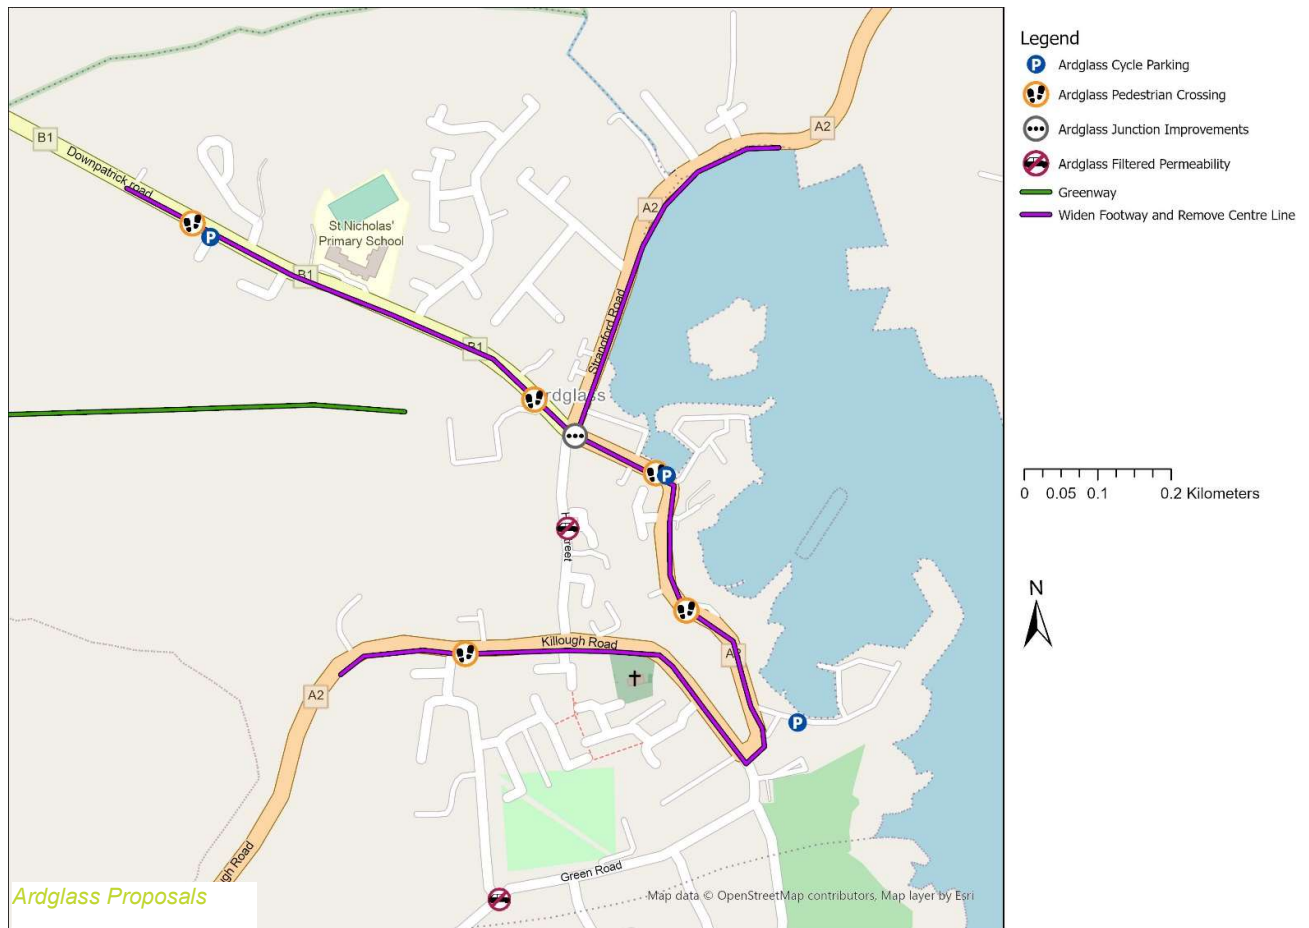 B1
Downpatrick road
A2
A2
St Nicholas'
Primary School
B1
Strangford Road
B1
rdglass
P
P
Killough Road
A2
A2
P
Green Road
ugh Road
Ardglass Proposals
Map data © OpenStreetMap contributors, Map layer by Esri
Legend
P Ardglass Cycle Parking
Ardglass Pedestrian Crossing
Ardglass Junction Improvements
Ardglass Filtered Permeability
Greenway
Widen Footway and Remove Centre Line
0 0.05 0.1 0.2 Kilometers
N